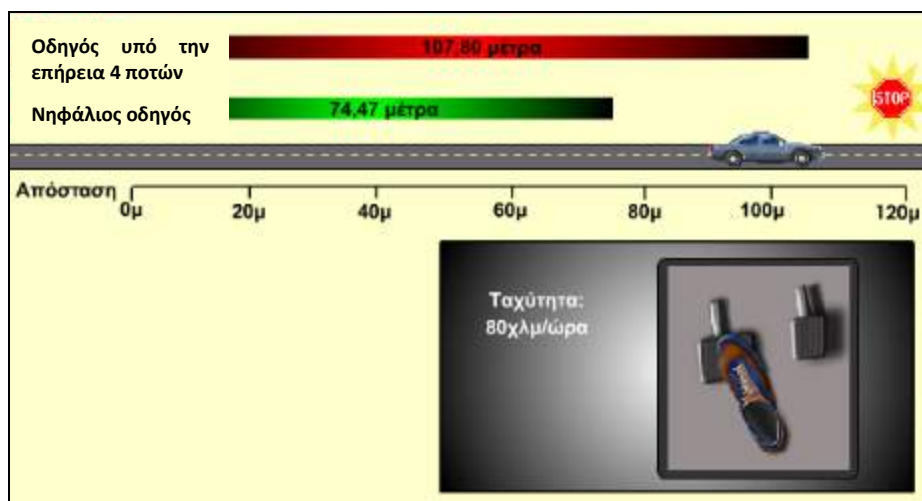 Οδηγός υπό την
επήρεια 4 ποτών
107,80 μέτρα
STOP
Νηφάλιος οδηγός
74,47 μέτρα
Απόσταση
0μ 20μ 40μ 60μ 80μ 100μ 120μ
Ταχύτητα:
80χλμ/ώρα